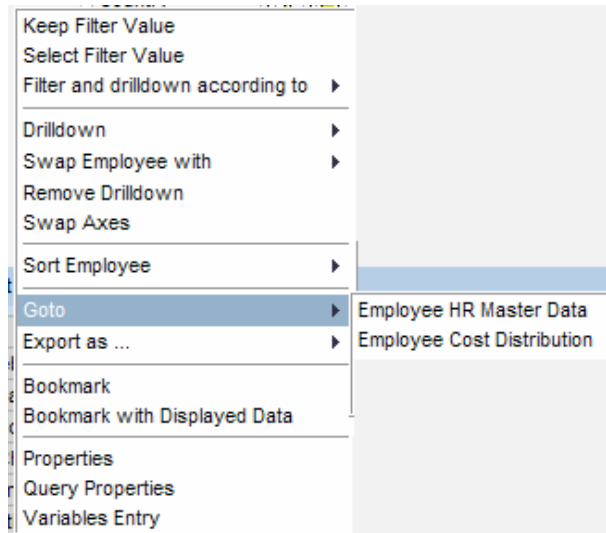 Keep Filter Value
Select Filter Value
Filter and drilldown according to
Drilldown
Swap Employee with
Remove Drilldown
Swap Axes
Sort Employee
Goto
Employee HR Master Data
Export as ...
Employee Cost Distribution
Bookmark
Bookmark with Displayed Data
Properties
Query Properties
Variables Entry